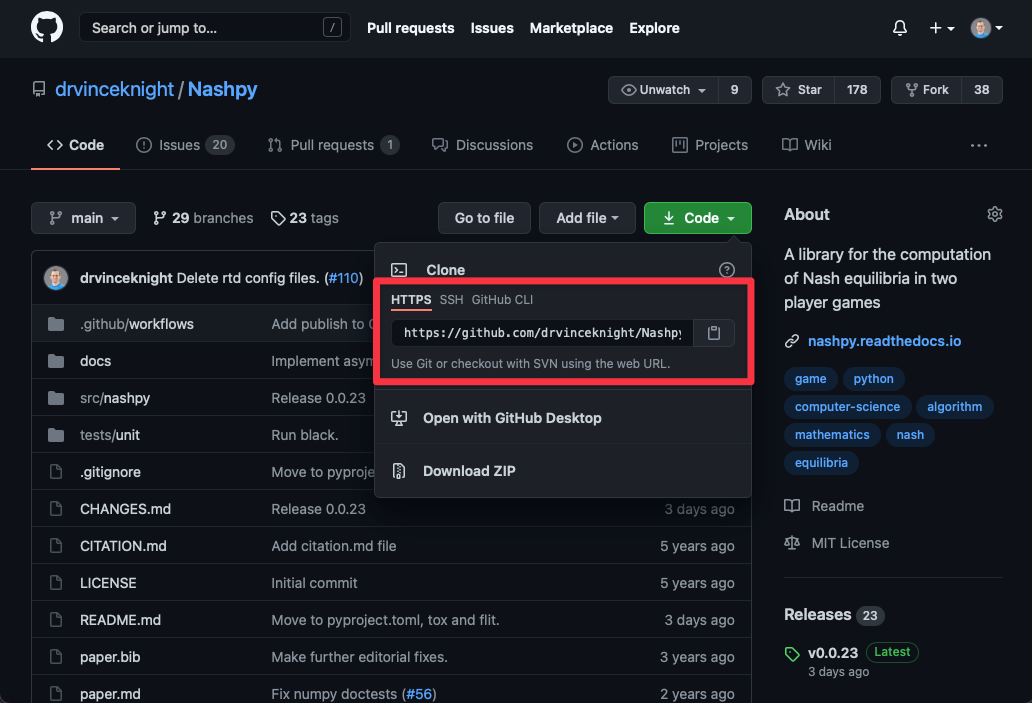 Search or jump to... /
Pull requests Issues Marketplace Explore
drvinceknight / Nashpy
Unwatch 9 Star 178 Fork 38
Code Issues 20 Pull requests 1 Discussions Actions Projects Wiki ...
main 29 branches 23 tags Go to file Add file Code
About
A library for the computation
of Nash equilibria in two
player games
nashpy.readthedocs.io
game python
computer-science algorithm
mathematics nash
equilibria
Readme
MIT License
Releases 23
v0.0.23 Latest
3 days ago
Clone ?
HTTPS SSH GitHub CLI
https://github.com/drvinceknight/Nashpy
Use Git or checkout with SVN using the web URL.
Open with GitHub Desktop
Download ZIP
drvinceknight Delete rtd config files. (#110)
.github/workflows Add publish to
docs Implement
src/nashpy Release 0.0.23
tests/unit Run black.
.gitignore Move to
CHANGES.md Release 0.0.23 3 days ago
CITATION.md Add citation.md file 5 years ago
LICENSE Initial commit 5 years ago
README.md Move to pyproject.toml, tox and flit. 3 days ago
paper.bib Make further editorial fixes. 3 years ago
paper.md Fix numpy doctests (#56) 2 years ago